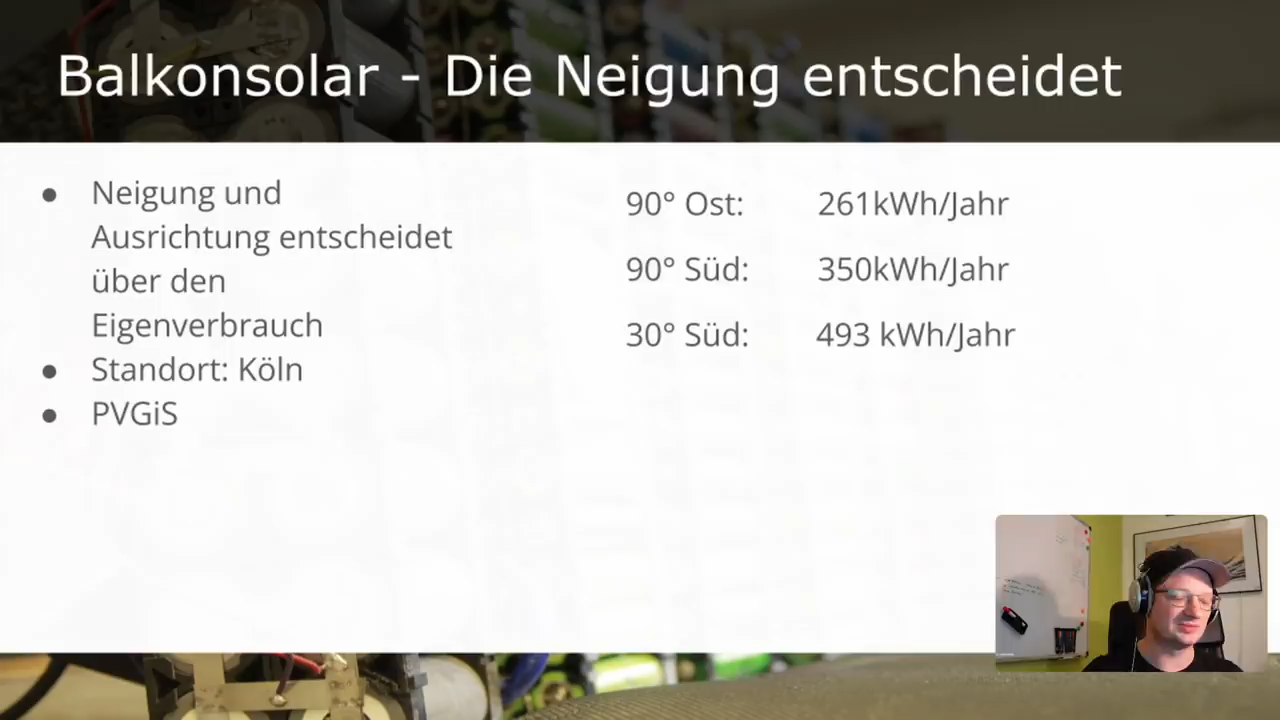 Balkonsolar - Die Neigung entscheidet
● Neigung und
Ausrichtung entscheidet
über den
Eigenverbrauch
● Standort: Köln
● PVGiS
90° Ost: 261kWh/Jahr
90° Süd: 350kWh/Jahr
30° Süd: 493 kWh/Jahr